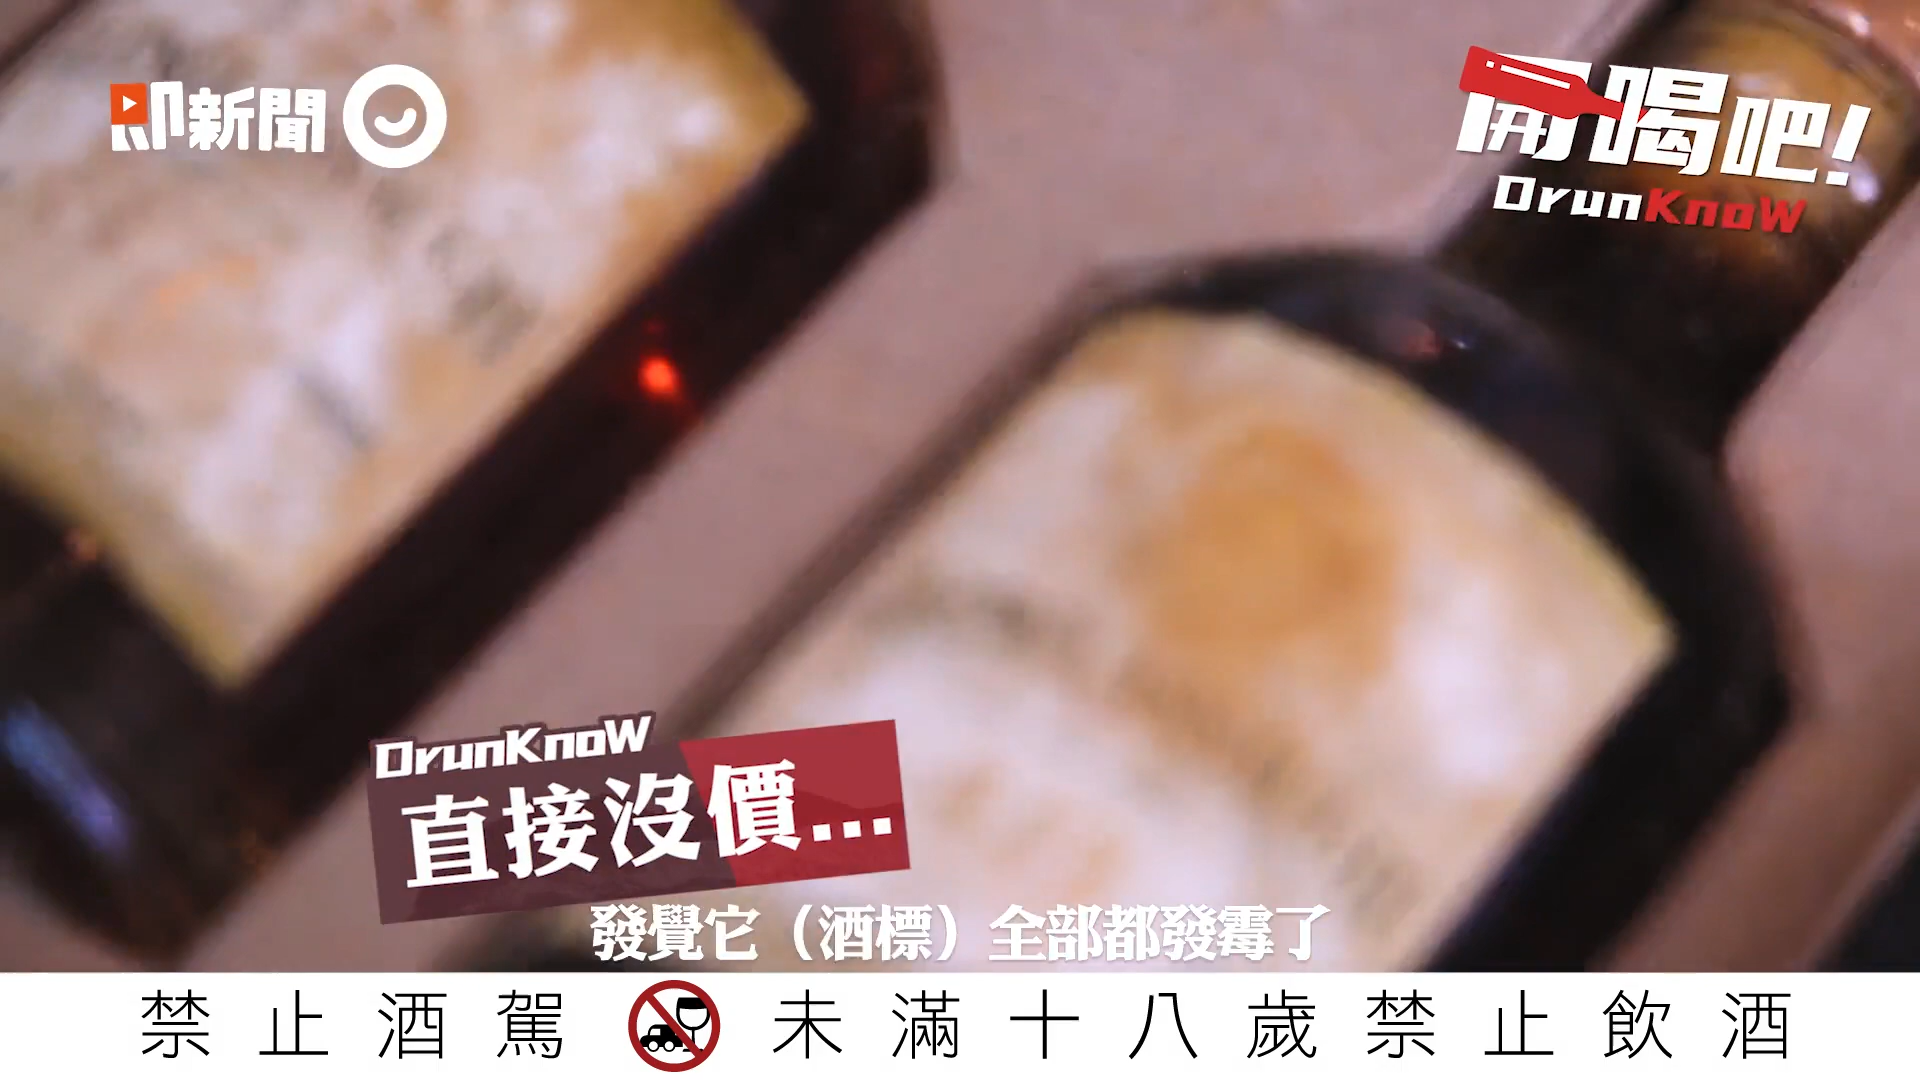 即新聞
開喝吧！
DrunKnoW
DrunKnoW
直接沒價...
發覺它（酒標）全部都發霉了
禁止酒駕 未滿十八歲禁止飲酒